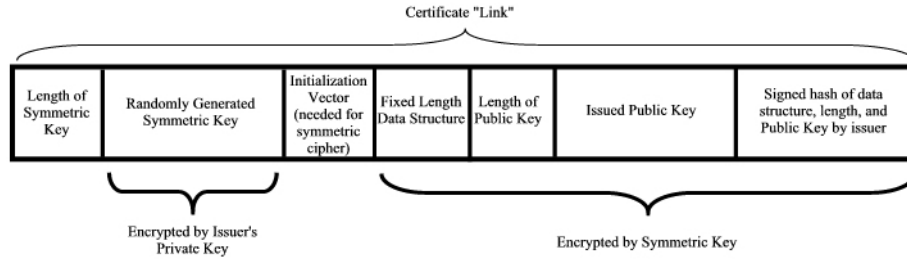 Certificate "Link"
Length of
Symmetric
Key
Randomly Generated
Symmetric Key
Initialization
Vector
(needed for
symmetric
cipher)
Fixed Length
Data Structure
Length of
Public Key
Issued Public Key
Signed hash of data
structure, length, and
Public Key by issuer
Encrypted by Issuer's
Private Key
Encrypted by Symmetric Key